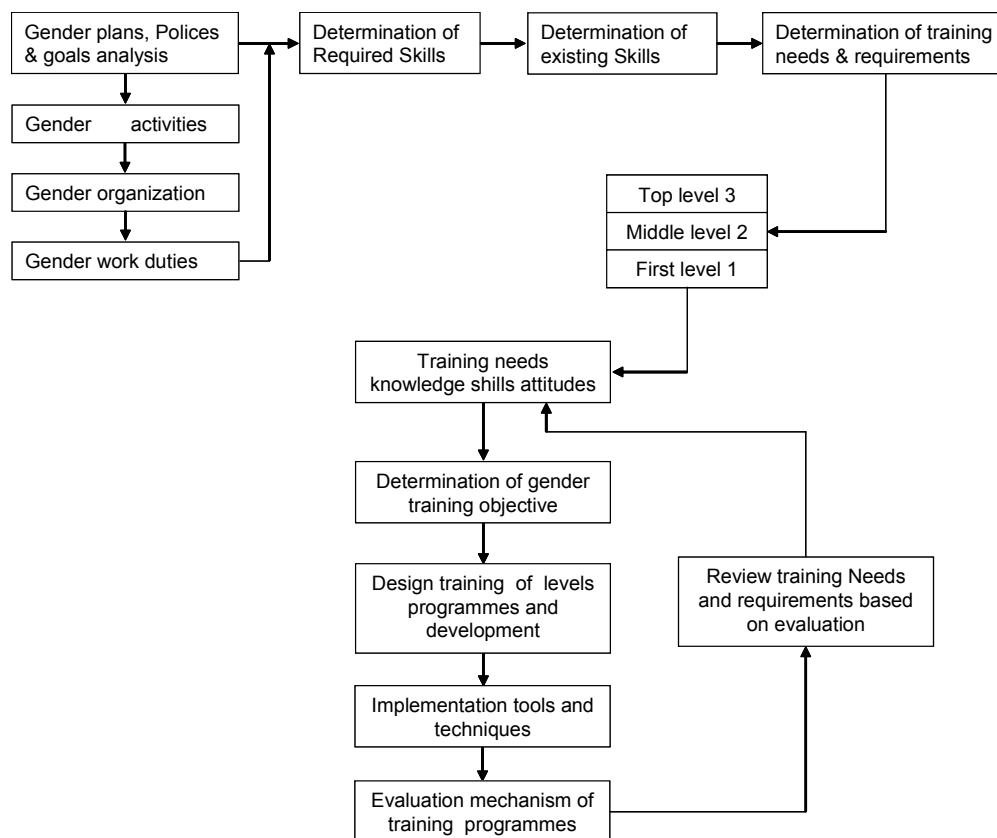 Gender plans, Polices
& goals analysis
Determination of
Required Skills
Determination of
existing Skills
Determination of training
needs & requirements
Gender activities
Gender organization
Gender work duties
Top level 3
Middle level 2
First level 1
Training needs
knowledge shills attitudes
Determination of gender
training objective
Design training of levels
programmes and
development
Review training Needs
and requirements based
on evaluation
Implementation tools and
techniques
Evaluation mechanism of
training programmes